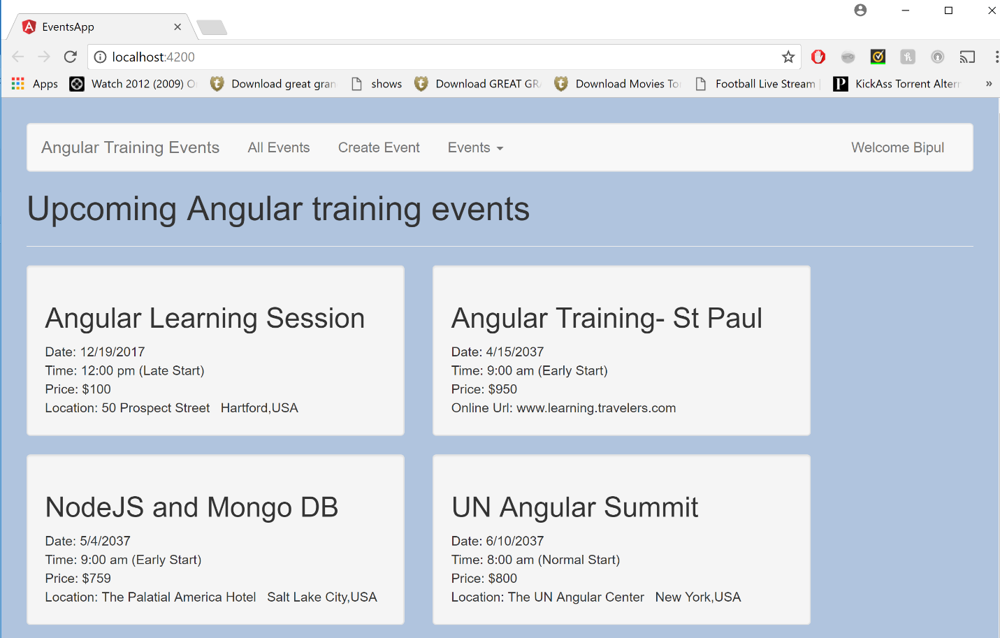 EventsApp
localhost:4200
Apps Watch 2012 (2009) Download great gran shows Download GREAT GR Download Movies To Football Live Stream KickAss Torrent Alter »
Angular Training Events All Events Create Event Events Welcome Bipul
Upcoming Angular training events
Angular Learning Session
Date: 12/19/2017
Time: 12:00 pm (Late Start)
Price: $100
Location: 50 Prospect Street Hartford,USA
Angular Training- St Paul
Date: 4/15/2037
Time: 9:00 am (Early Start)
Price: $950
Online Url: www.learning.travelers.com
NodeJS and Mongo DB
Date: 5/4/2037
Time: 9:00 am (Early Start)
Price: $759
Location: The Palatial America Hotel Salt Lake City,USA
UN Angular Summit
Date: 6/10/2037
Time: 8:00 am (Normal Start)
Price: $800
Location: The UN Angular Center New York,USA